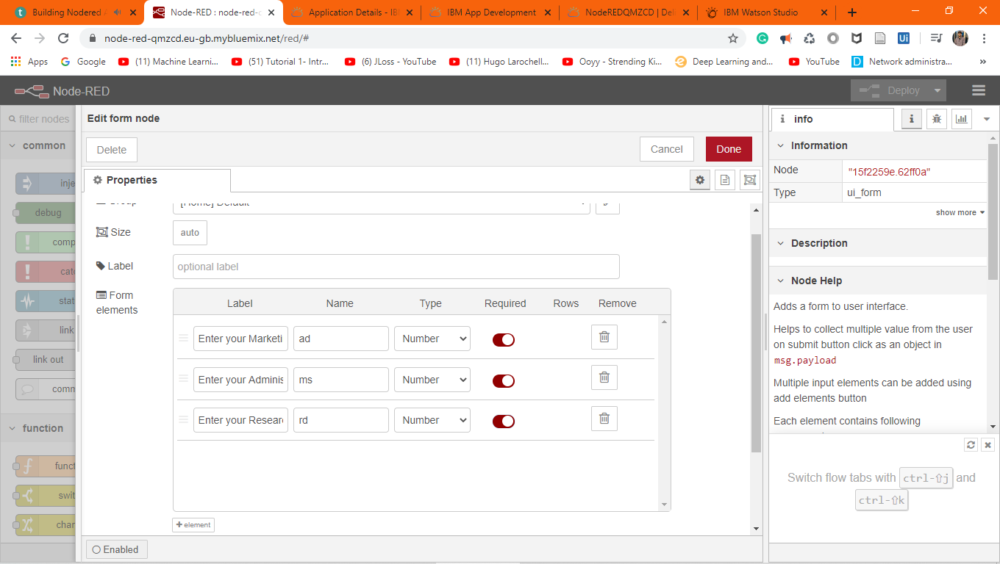 Building Nodered A
Node-RED : node-red-c
Application Details - IB
IBM App Development
NodeREDQMZCD | Deli
IBM Watson Studio
node-red-qmzcd.eu-gb.mybluemix.net/red/#
Apps
Google
(11) Machine Learni...
(51) Tutorial 1- Intr...
(6) JLoss - YouTube
(11) Hugo Larochell...
Ooyy - Strending Ki...
Deep Learning and...
YouTube
Network administra...
»
Node-RED
Deploy
filter nodes
common
inje
debug
comp
catc
stat
link
link out
comm
function
funct
swit
chan
Edit form node
Delete
Cancel
Done
Properties
Group
[Home] Default
Size
auto
Label
optional label
Form
elements
Label Name Type Required Rows Remove
Enter your Marketi ad Number
Enter your Adminis ms Number
Enter your Researc rd Number
+ element
Enabled
info
Information
Node "15f2259e.62ff0a"
Type ui_form
show more
Description
Node Help
Adds a form to user interface.
Helps to collect multiple value from the user
on submit button click as an object in
msg.payload
Multiple input elements can be added using
add elements button
Each element contains following
Switch flow tabs with ctrl-⇧j and
ctrl-⇧k